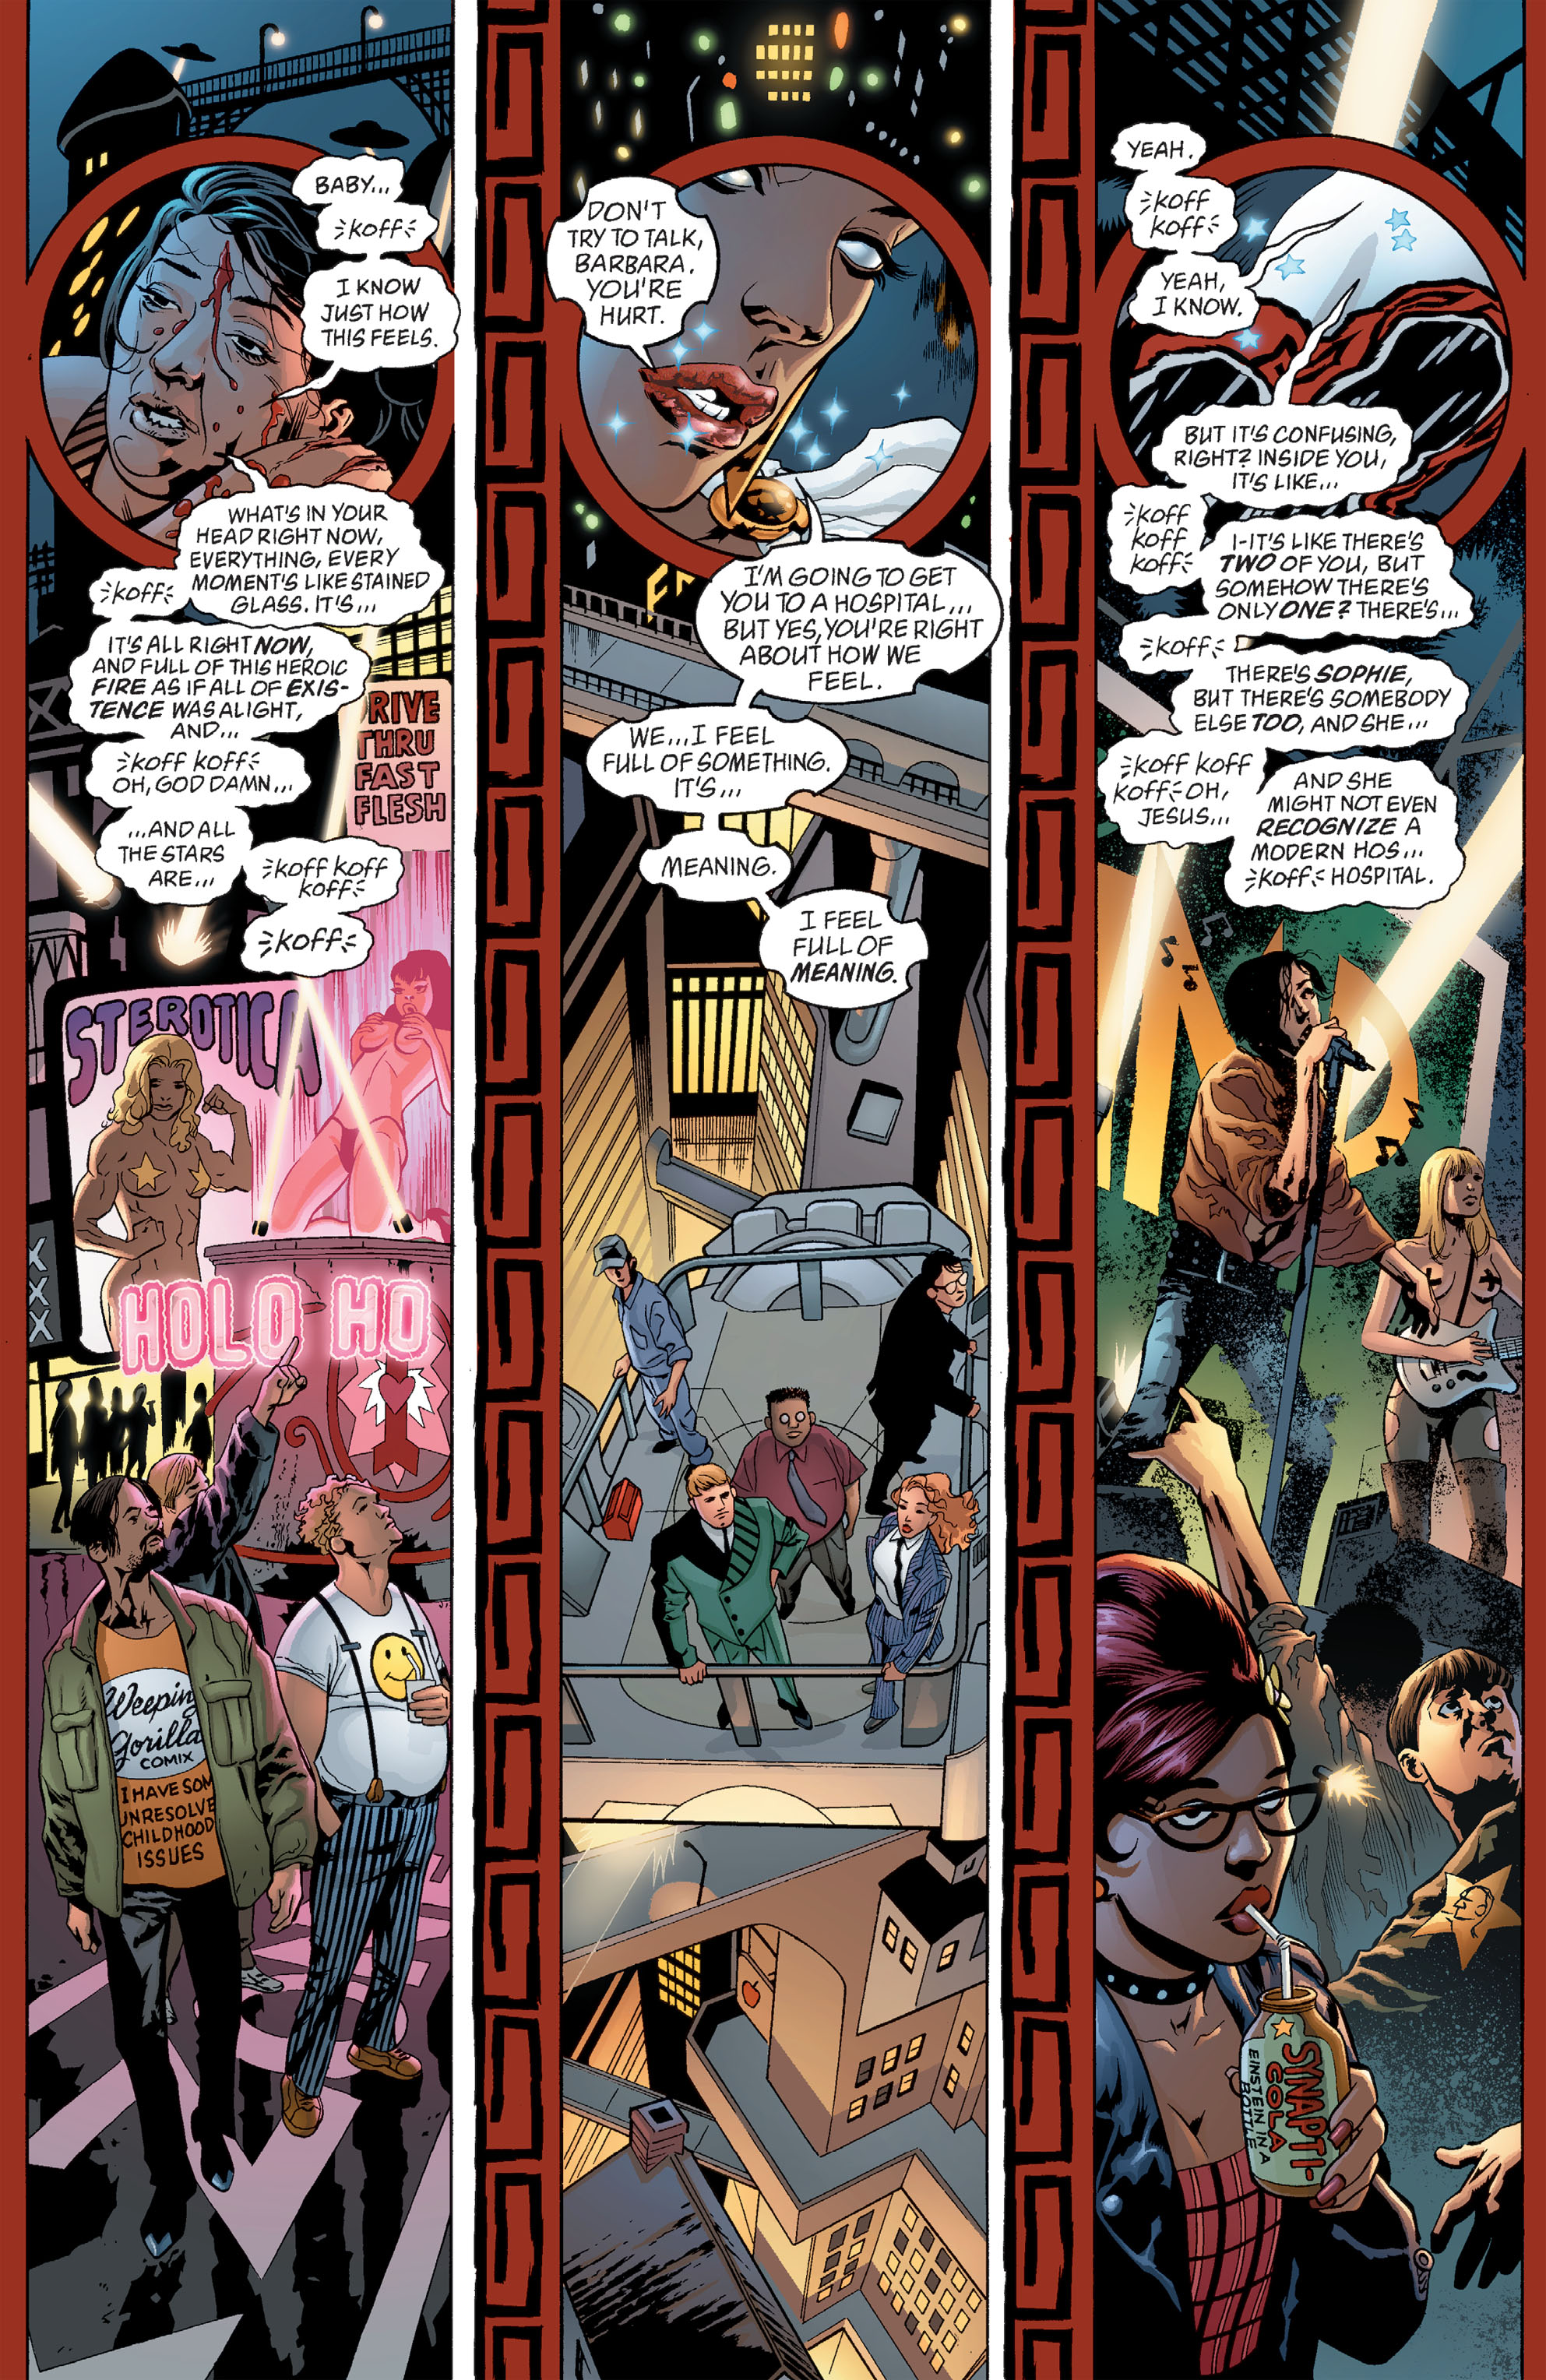 BABY...
KOFF
I KNOW
JUST HOW
THIS FEELS.
WHAT'S IN YOUR
HEAD RIGHT NOW,
EVERYTHING, EVERY
MOMENT'S LIKE STAINED
GLASS. IT'S...
KOFF
IT'S ALL RIGHT NOW,
AND FULL OF THIS HEROIC
FIRE AS IF ALL OF EXIS-
TENCE WAS ALIGHT,
AND...
KOFF KOFF
OH, GOD DAMN...
...AND ALL
THE STARS
ARE...
KOFF KOFF
KOFF
KOFF
DRIVE
THRU
FAST
FLESH
STEROTICA
XXX
HOLO HO
Weeping
Gorilla
COMIX
I HAVE SOM
UNRESOLVE
CHILDHOOD
ISSUES
DON'T
TRY TO TALK,
BARBARA.
YOU'RE
HURT.
I'M GOING TO GET
YOU TO A HOSPITAL...
BUT YES, YOU'RE RIGHT
ABOUT HOW WE
FEEL.
WE...I FEEL
FULL OF SOMETHING.
IT'S...
MEANING.
I FEEL
FULL OF
MEANING.
YEAH.
KOFF
KOFF
YEAH,
I KNOW.
BUT IT'S CONFUSING,
RIGHT? INSIDE YOU,
IT'S LIKE...
KOFF
KOFF
KOFF
I-IT'S LIKE THERE'S
TWO OF YOU, BUT
SOMEHOW THERE'S
ONLY ONE? THERE'S...
KOFF
THERE'S SOPHIE,
BUT THERE'S SOMEBODY
ELSE TOO, AND SHE...
KOFF KOFF
KOFF OH,
JESUS...
AND SHE
MIGHT NOT EVEN
RECOGNIZE A
MODERN HOS...
KOFF HOSPITAL.
SYNAPTI-
COLA
EINSTEIN IN A
BOTTLE